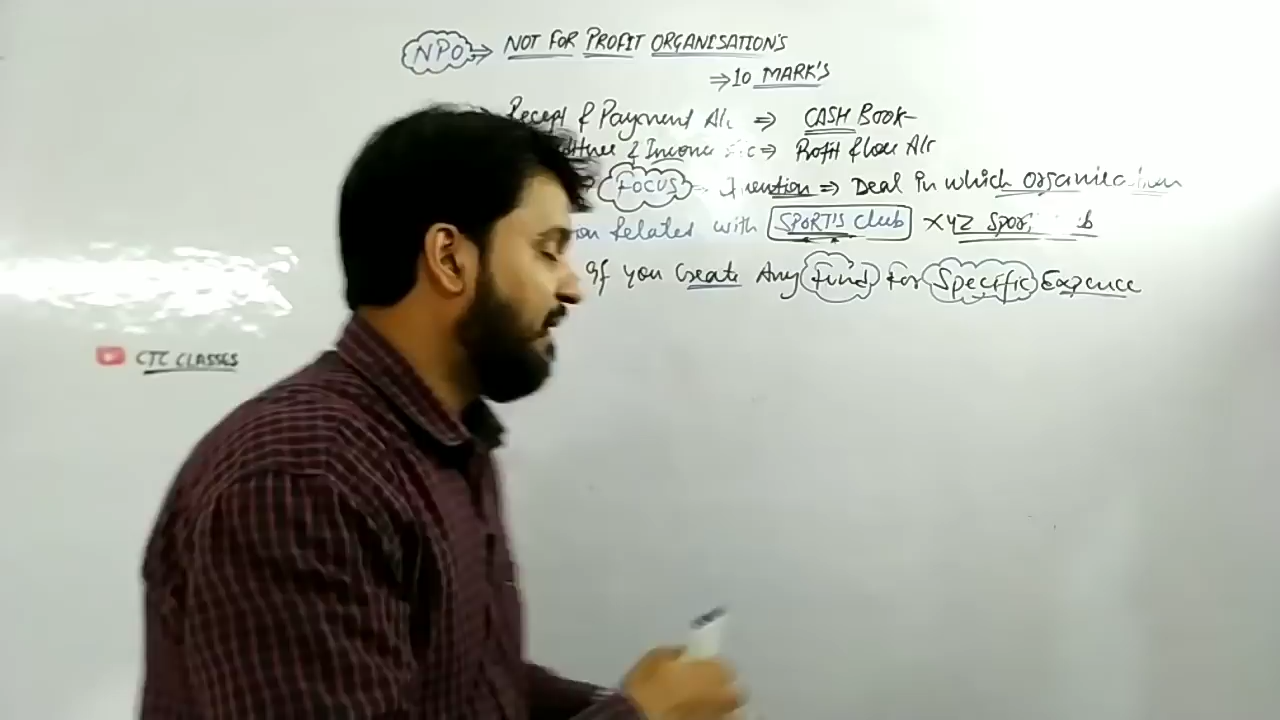 NPO ⇒ NOT FOR PROFIT ORGANISATION'S
⇒ 10 MARK'S
Receipt & Payment A/c ⇒ CASH BOOK
& Income ⇒ Profit & loss A/c
FOCUS ⇒ Deal in which organisation
Related with SPORT'S Club XYZ
If you Create Any Fund for Specific Expence
CTC CLASSES